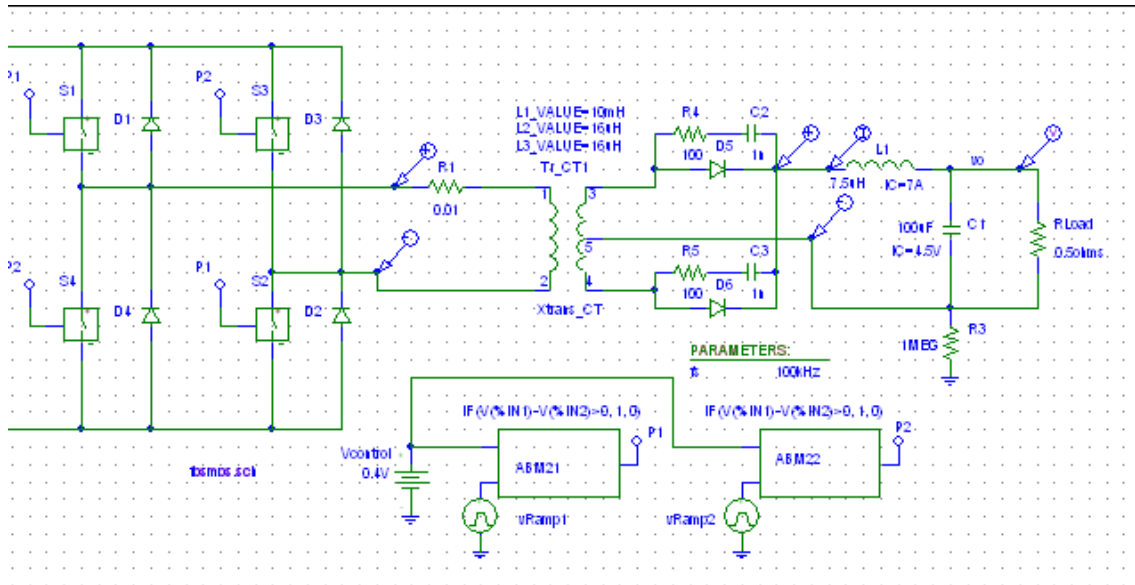 P1
S1
D1
P2
S3
D3
R1
0.01
L1_VALUE=10mH
L2_VALUE=16uH
L3_VALUE=16uH
Tr_CT1
1
2
3
5
4
Xtrans_CT
R4
100
C2
1n
D5
R5
100
C3
1n
D6
I
V
L1
7.5uH
IC=7A
vo
100uF
IC=4.5V
C1
RLoad
0.5ohms
R3
1MEG
P2
S4
D4
P1
S2
D2
PARAMETERS:
fs 100kHz
IF(V(%IN1)-V(%IN2)>0, 1, 0)
IF(V(%IN1)-V(%IN2)>0, 1, 0)
P1
P2
ABM21
ABM22
Vcontrol
0.4V
vRamp1
vRamp2
fbsmps.sch